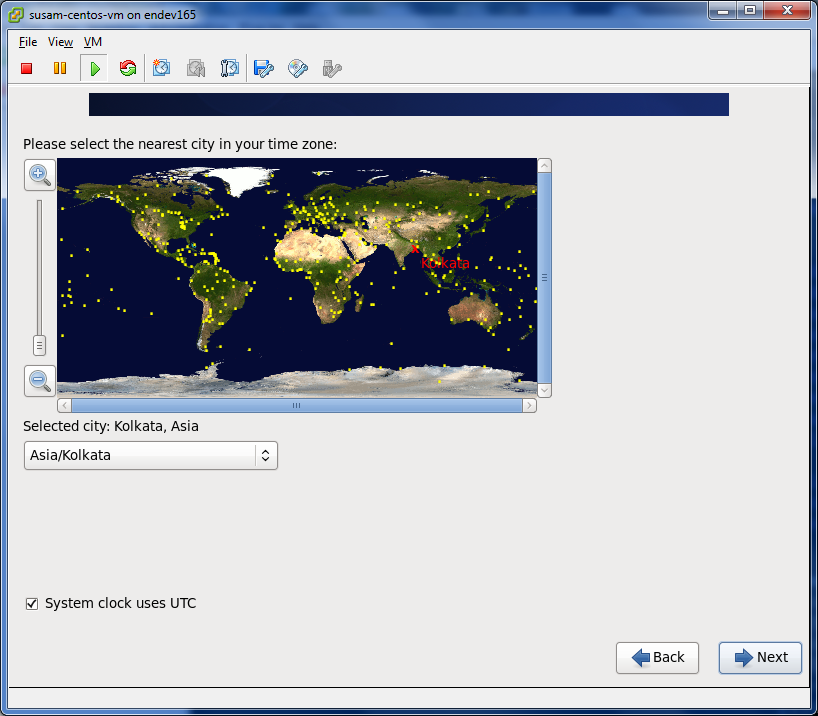 susam-centos-vm on endev165
File View VM
Please select the nearest city in your time zone:
Kolkata
Selected city: Kolkata, Asia
Asia/Kolkata
System clock uses UTC
Back Next